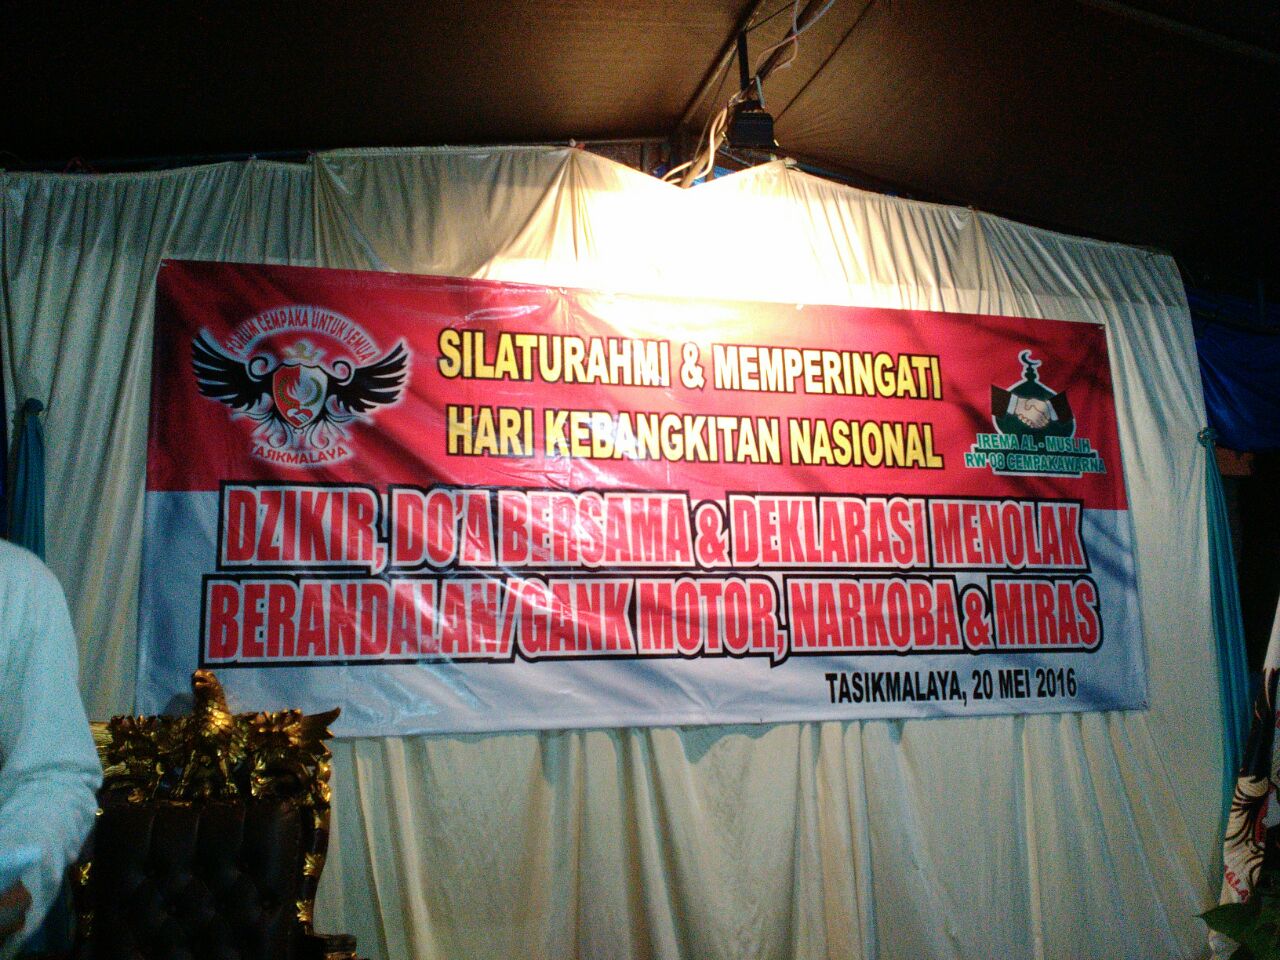 CEMPAKA UNTUK SEMUA
TASIKMALAYA
SILATURAHMI & MEMPERINGATI
HARI KEBANGKITAN NASIONAL
IREMA AL-MUSLIH
RW-08 CEMPAKAWARNA
DZIKIR, DO'A BERSAMA & DEKLARASI MENOLAK
BERANDALAN/GANK MOTOR, NARKOBA & MIRAS
TASIKMALAYA, 20 MEI 2016